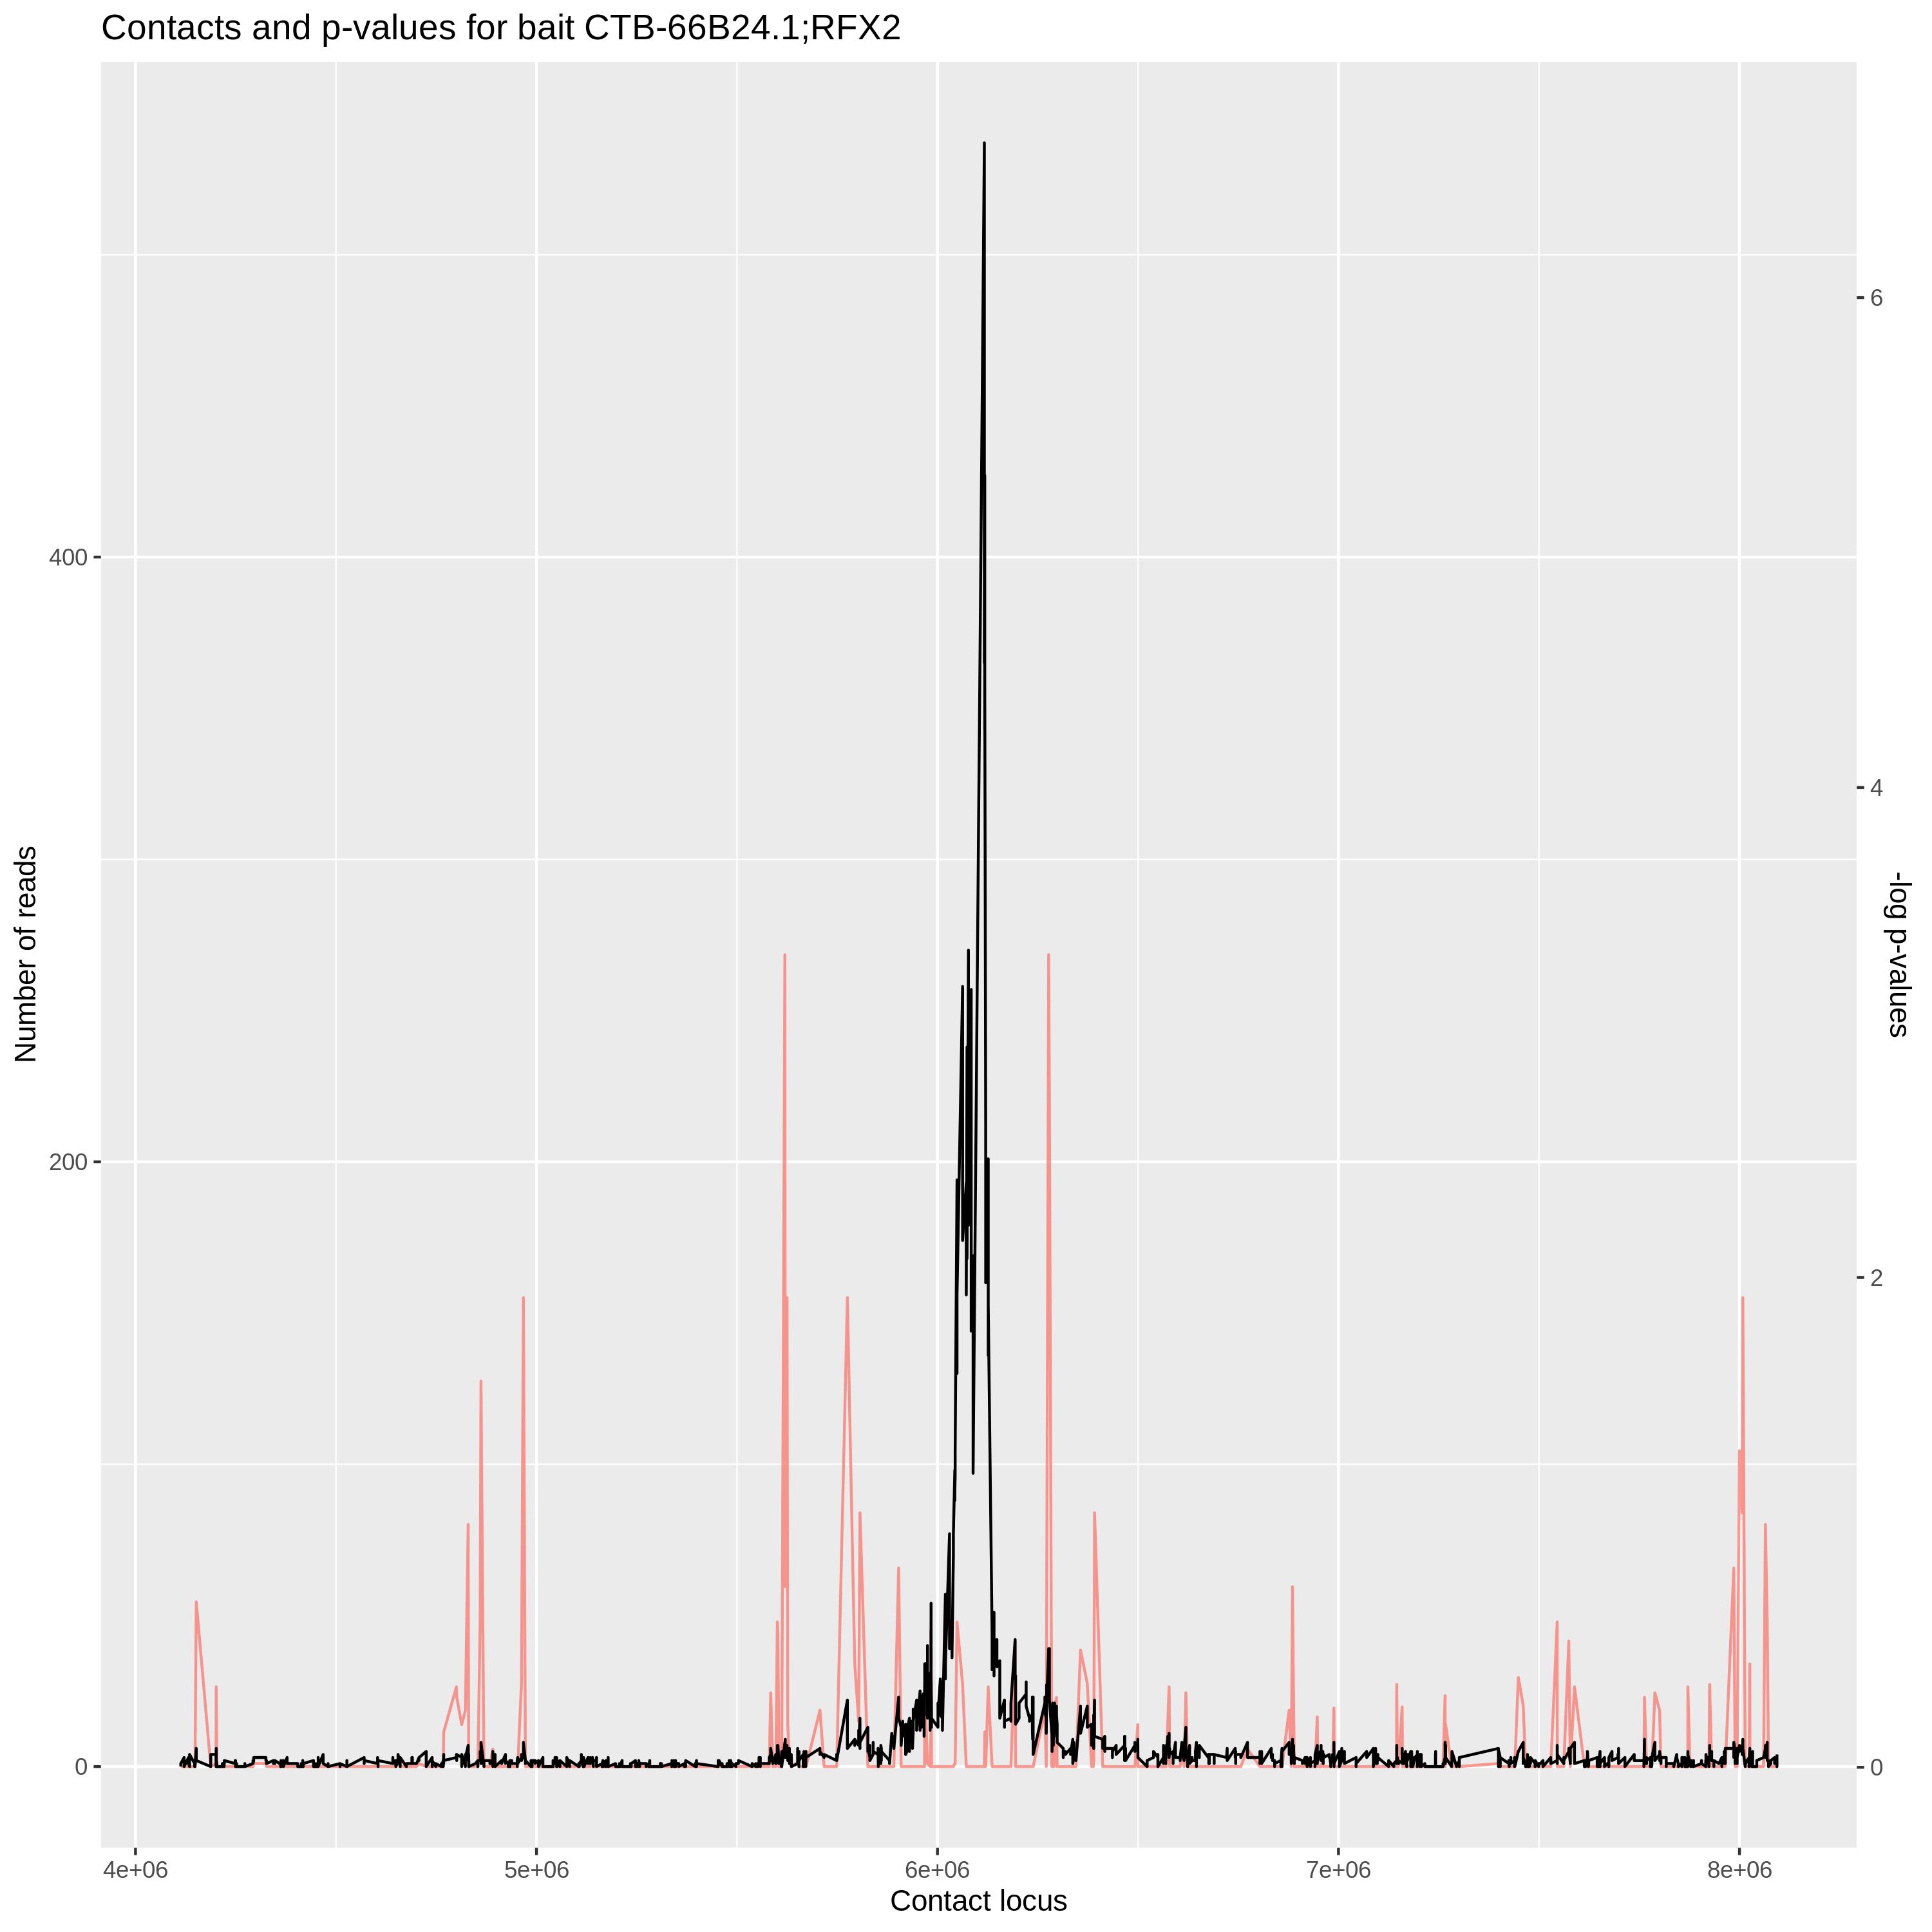 Contacts and p-values for bait CTB-66B24.1;RFX2
Number of reads
400
200
0
6
4
2
0
-log p-values
4e+06 5e+06 6e+06 7e+06 8e+06
Contact locus